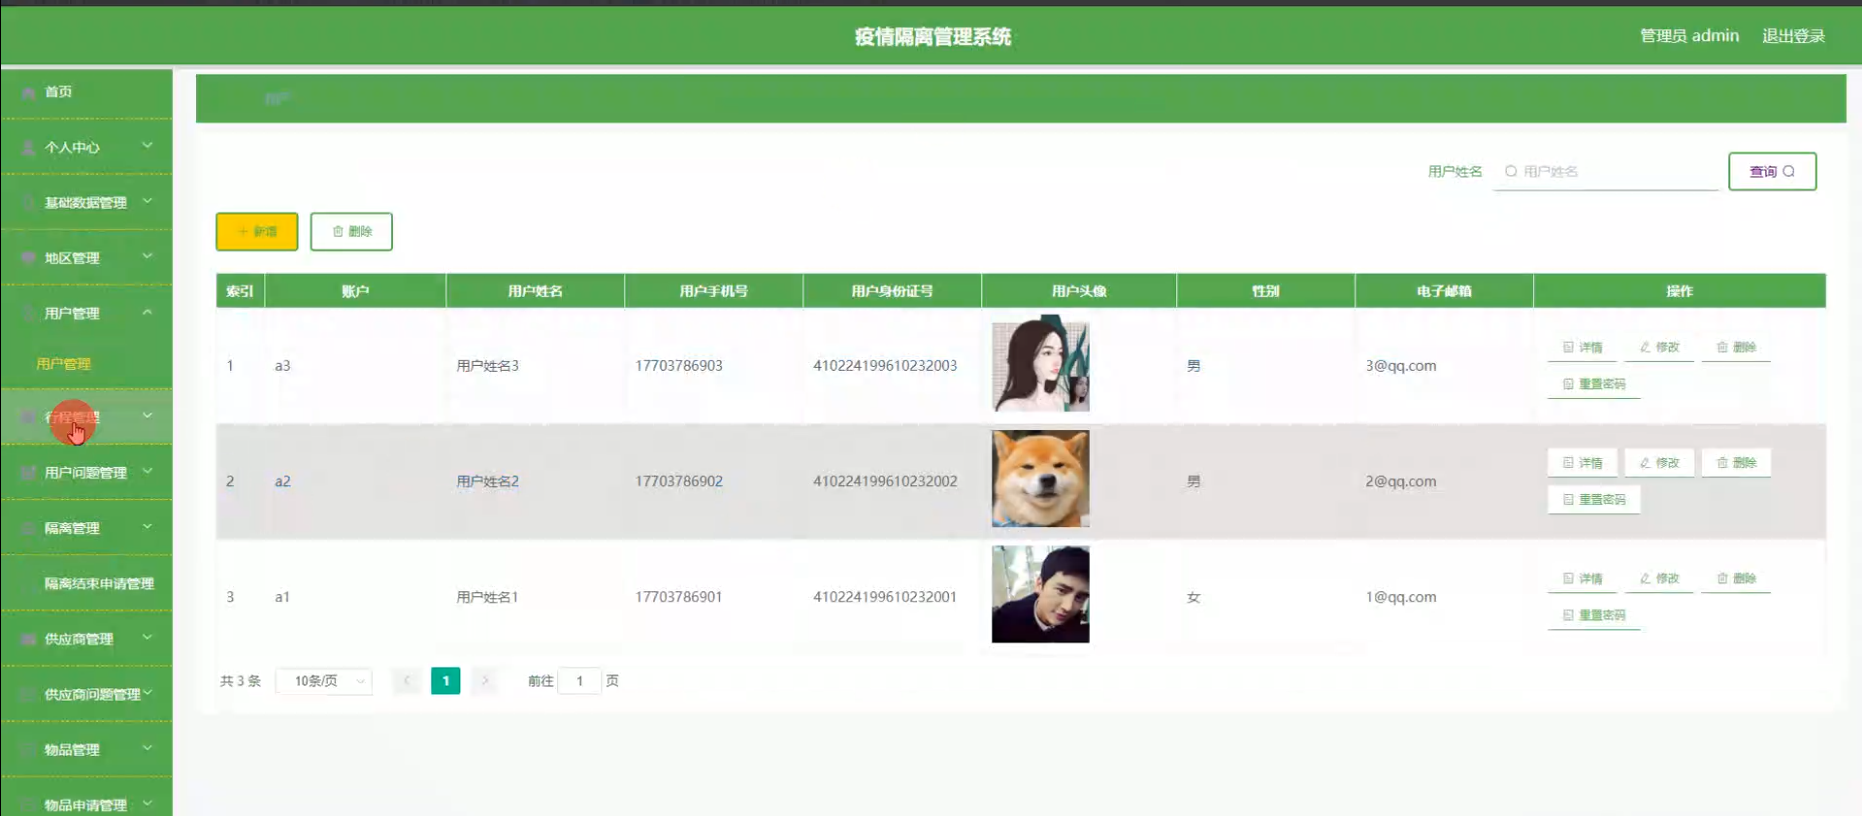 疫情隔离管理系统
管理员 admin 退出登录
首页
个人中心
基础数据管理
地区管理
用户管理
用户管理
行程管理
用户问题管理
隔离管理
隔离结束申请管理
供应商管理
供应商问题管理
物品管理
物品申请管理
用户姓名 用户姓名 查询
新增 删除
索引 账户 用户姓名 用户手机号 用户身份证号 用户头像 性别 电子邮箱 操作
1 a3 用户姓名3 17703786903 410224199610232003 男 3@qq.com 详情 修改 删除
重置密码
2 a2 用户姓名2 17703786902 410224199610232002 男 2@qq.com 详情 修改 删除
重置密码
3 a1 用户姓名1 17703786901 410224199610232001 女 1@qq.com 详情 修改 删除
重置密码
共 3 条 10条/页 1 前往 1 页